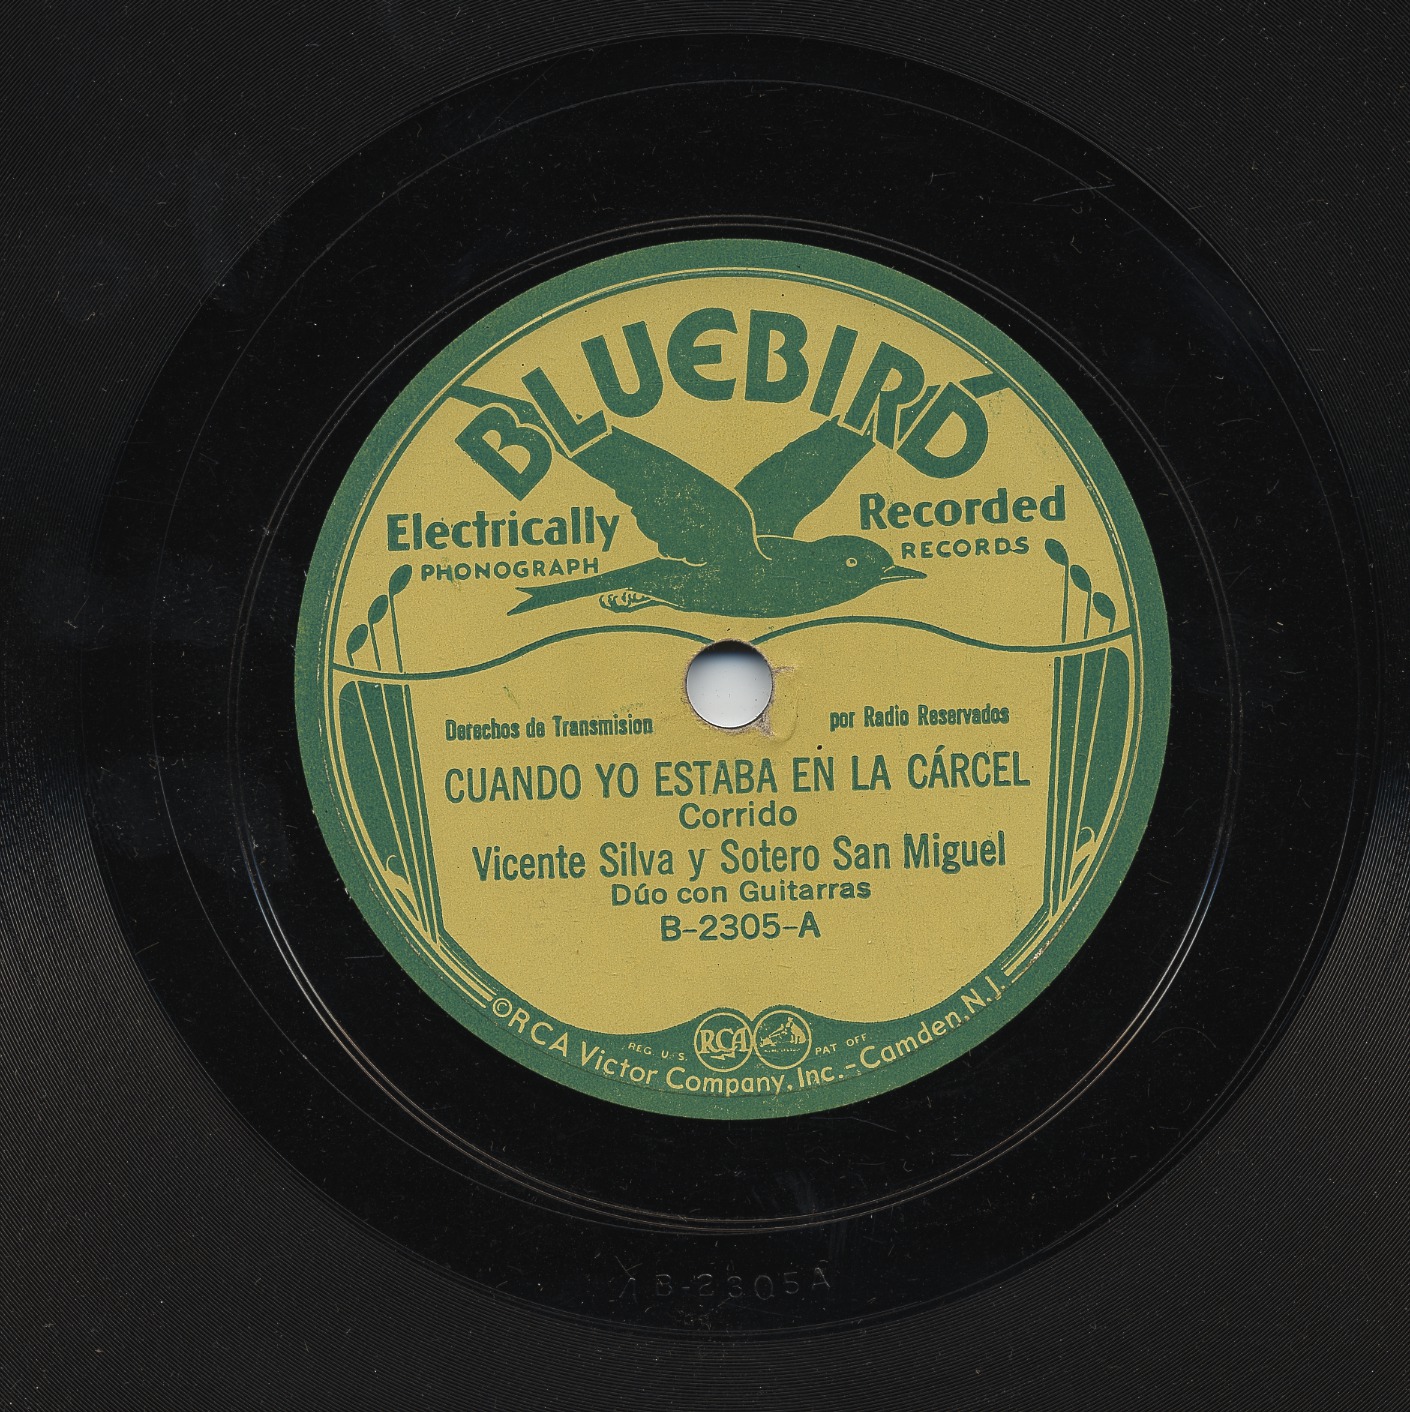 BLUEBIRD
Electrically Recorded
PHONOGRAPH RECORDS
Derechos de Transmision por Radio Reservados
CUANDO YO ESTABA EN LA CÁRCEL
Corrido
Vicente Silva y Sotero San Miguel
Dúo con Guitarras
B-2305-A
RCA
REG. U.S. PAT OFF.
©RCA Victor Company, Inc.-Camden, N.J.
B-2305A